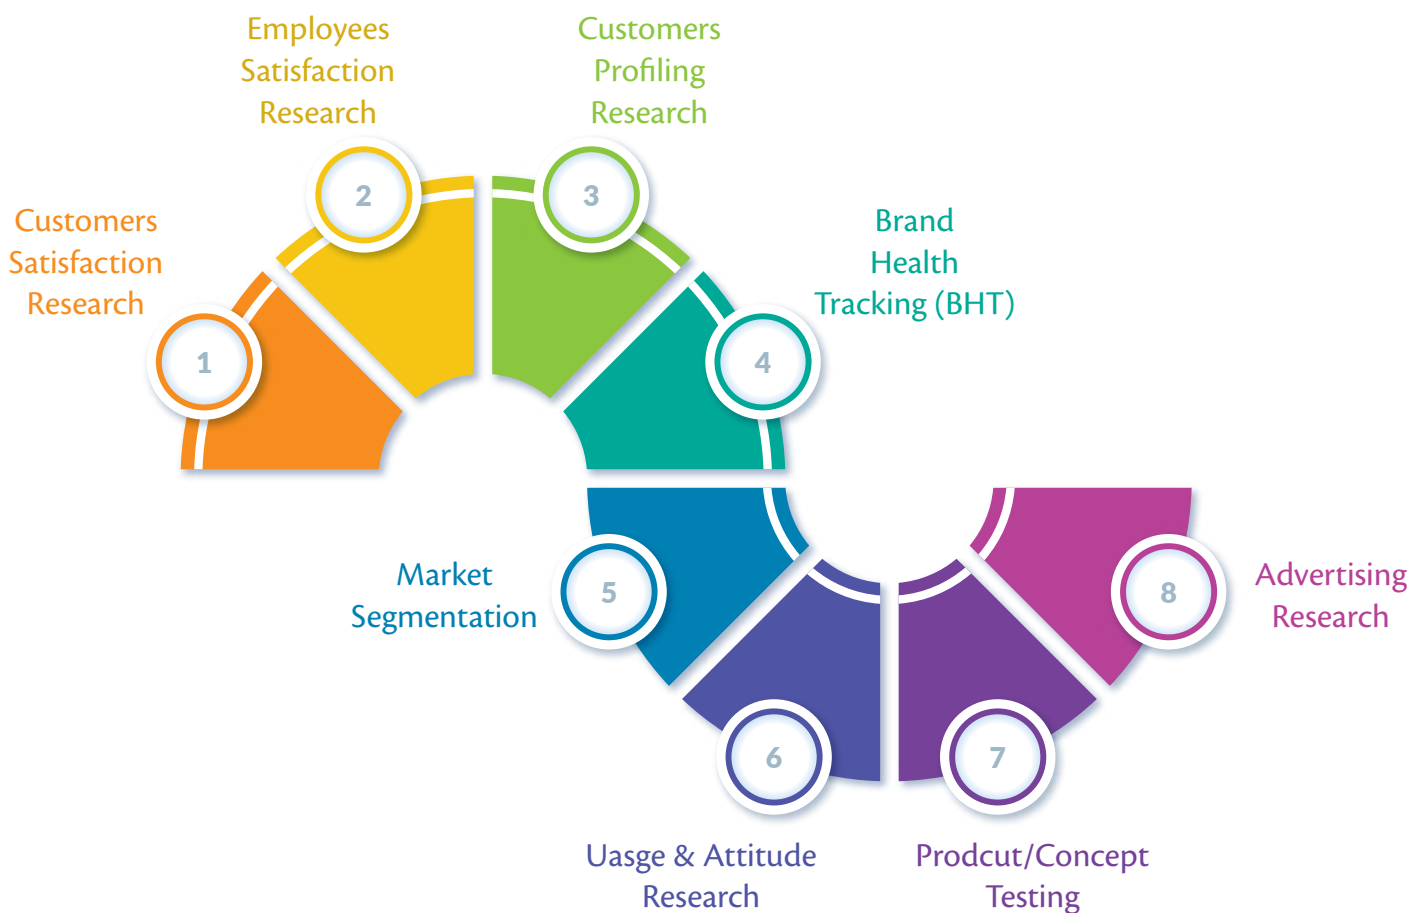 Customers
Satisfaction
Research
1
Employees
Satisfaction
Research
2
Customers
Profiling
Research
3
Brand
Health
Tracking (BHT)
4
Market
Segmentation
5
6
Uasge & Attitude
Research
7
Prodcut/Concept
Testing
8
Advertising
Research